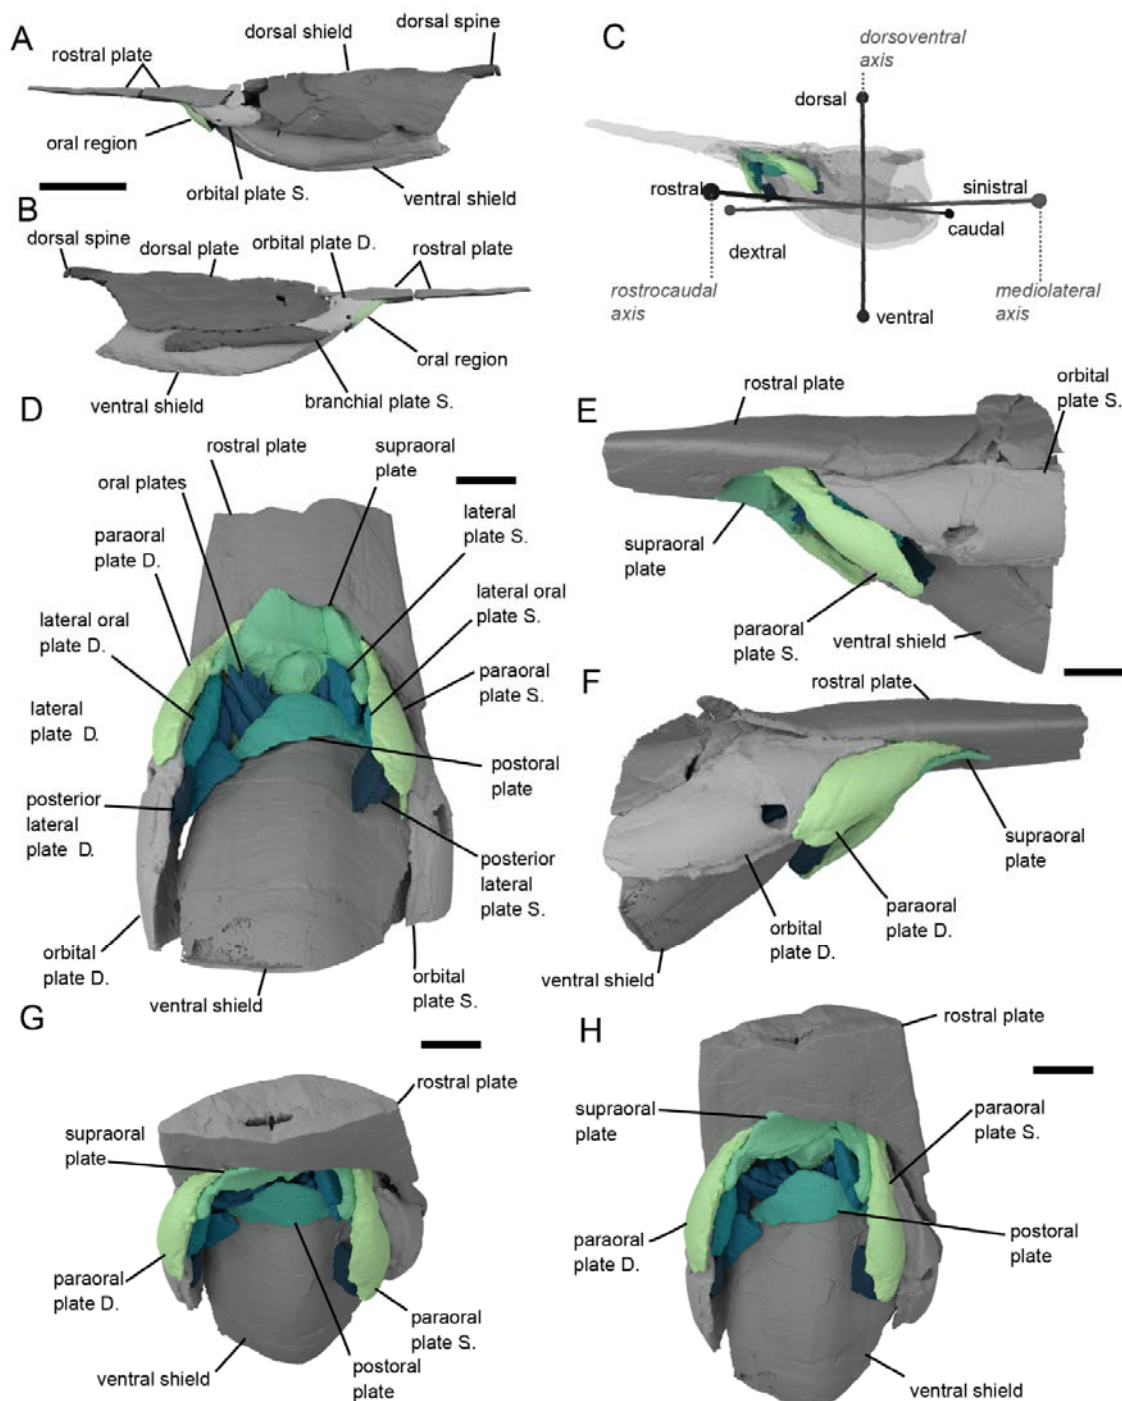 A
rostral plate
dorsal shield
dorsal spine
oral region
orbital plate S.
ventral shield
B
dorsal spine
dorsal plate
orbital plate D.
rostral plate
oral region
ventral shield
branchial plate S.
C
dorsoventral
axis
dorsal
rostral
sinistral
caudal
dextral
rostrocaudal
axis
mediolateral
axis
ventral
D
rostral plate
supraoral
plate
oral plates
lateral
plate S.
paraoral
plate D.
lateral oral
plate S.
lateral oral
plate D.
paraoral
plate S.
lateral
plate D.
postoral
plate
posterior
lateral
plate D.
posterior
lateral
plate S.
orbital
plate D.
ventral shield
orbital
plate S.
E
rostral plate
orbital
plate S.
supraoral
plate
paraoral
plate S.
ventral shield
F
rostral plate
supraoral
plate
paraoral
plate D.
orbital
plate D.
ventral shield
G
rostral plate
supraoral
plate
paraoral
plate D.
paraoral
plate S.
ventral shield
postoral
plate
H
rostral plate
supraoral
plate
paraoral
plate S.
paraoral
plate D.
postoral
plate
ventral shield